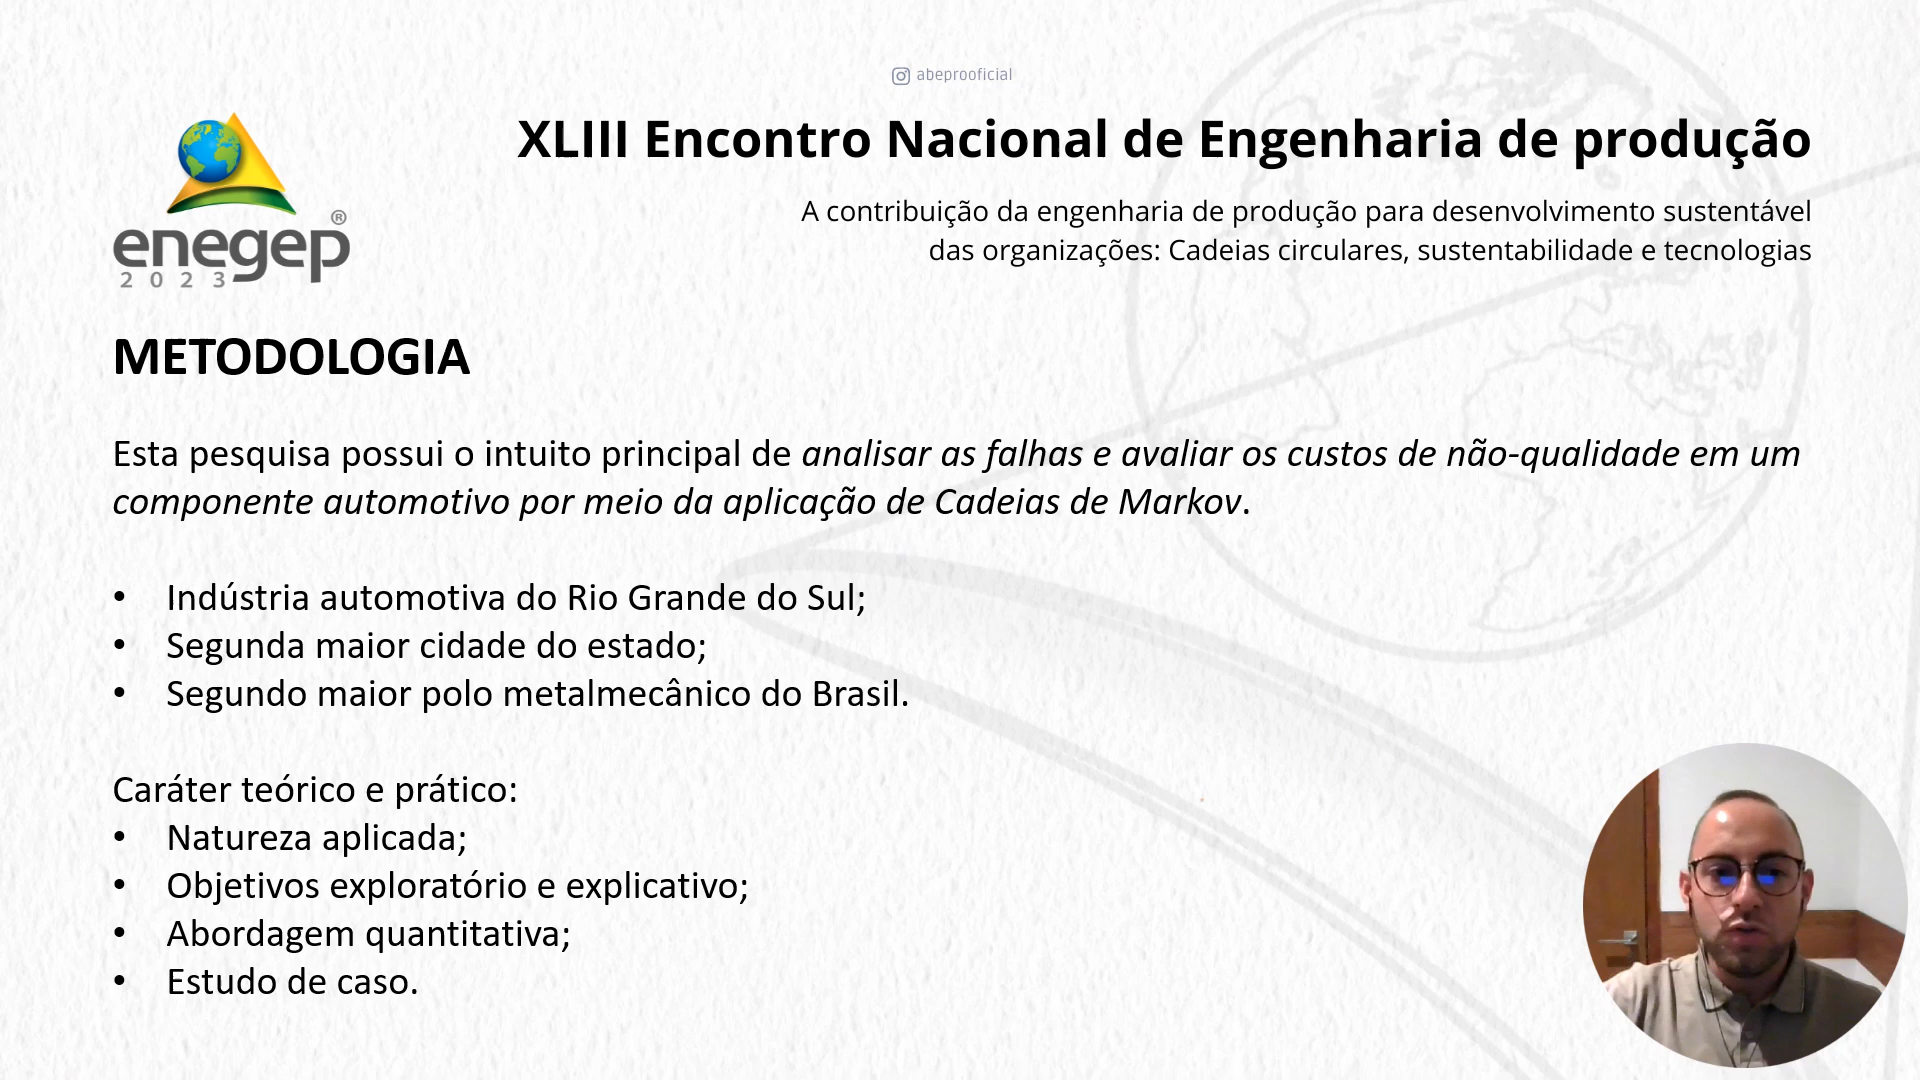 abeprooficial
XLIII Encontro Nacional de Engenharia de produção
A contribuição da engenharia de produção para desenvolvimento sustentável
das organizações: Cadeias circulares, sustentabilidade e tecnologias
enegep®
2023
METODOLOGIA
Esta pesquisa possui o intuito principal de analisar as falhas e avaliar os custos de não-qualidade em um
componente automotivo por meio da aplicação de Cadeias de Markov.
• Indústria automotiva do Rio Grande do Sul;
• Segunda maior cidade do estado;
• Segundo maior polo metalmecânico do Brasil.
Caráter teórico e prático:
• Natureza aplicada;
• Objetivos exploratório e explicativo;
• Abordagem quantitativa;
• Estudo de caso.